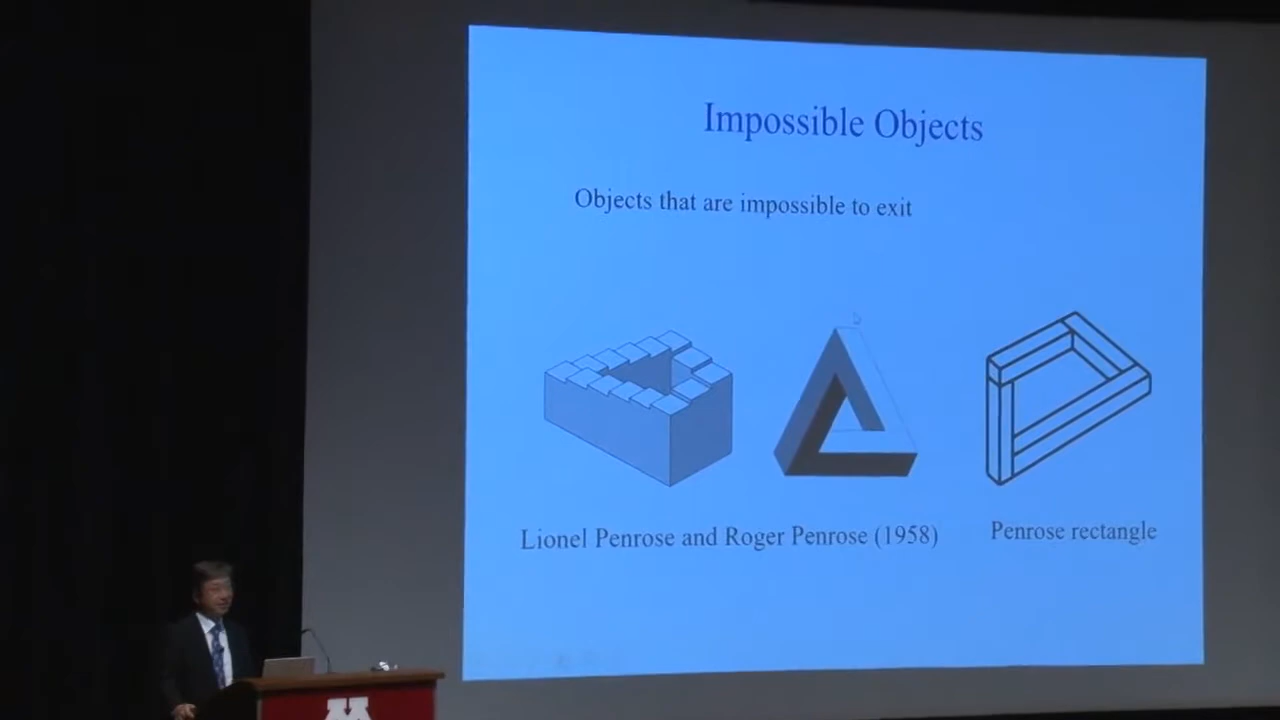 Impossible Objects
Objects that are impossible to exit
Lionel Penrose and Roger Penrose (1958)
Penrose rectangle
M